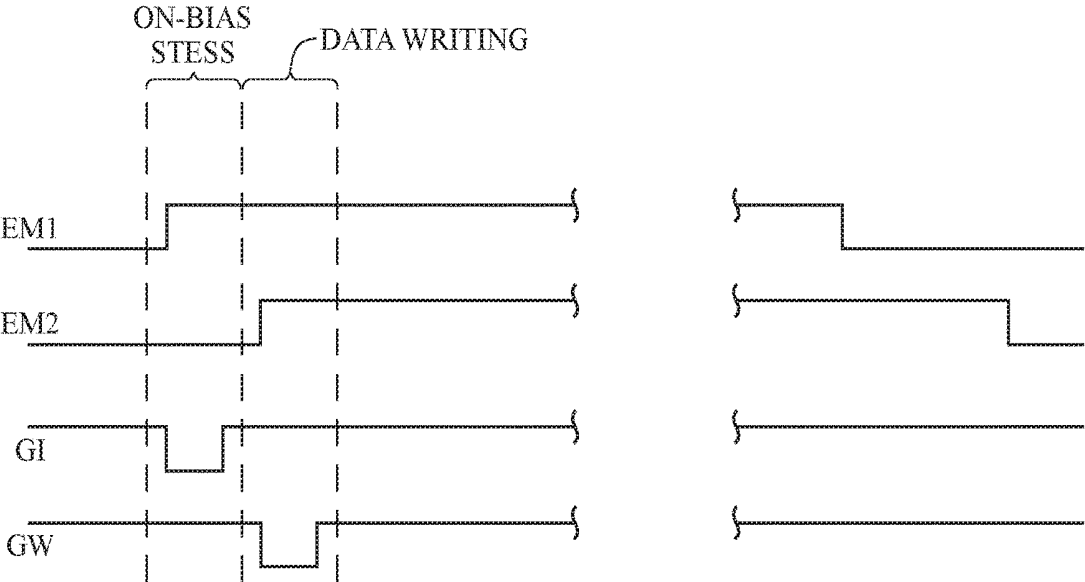 ON-BIAS
STESS
DATA WRITING
EM1
EM2
GI
GW